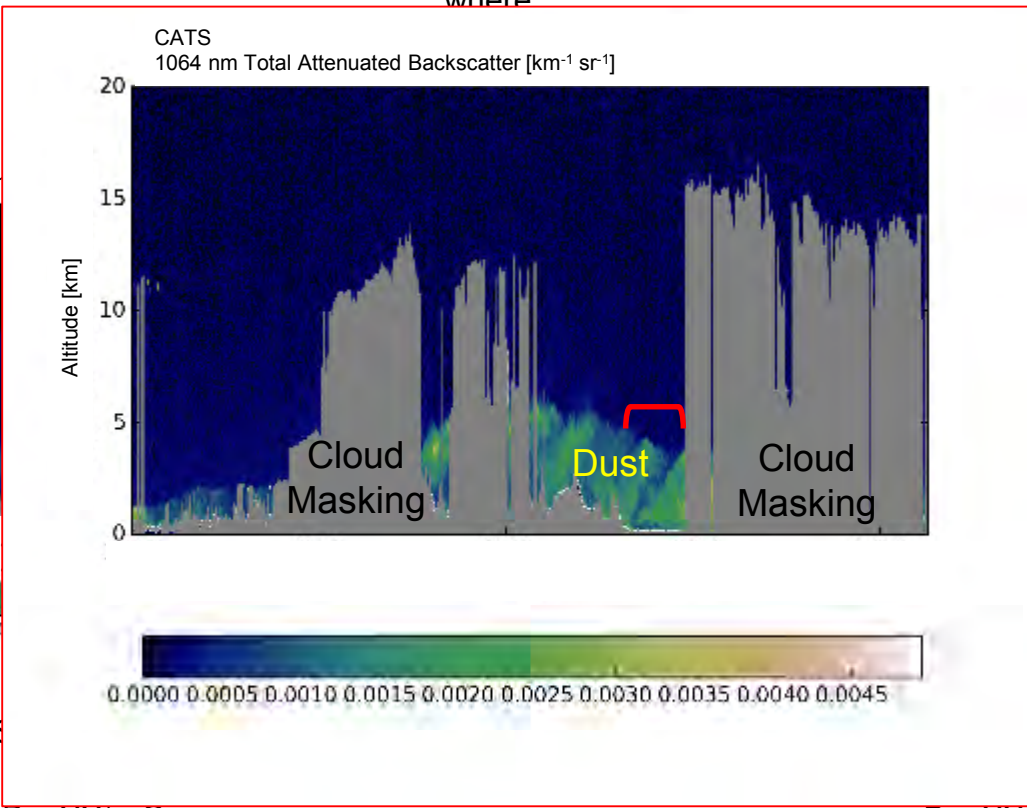 where
CATS
1064 nm Total Attenuated Backscatter [km-1 sr-1]
20
15
10
5
0
Altitude [km]
Cloud
Masking
Dust
Cloud
Masking
0.0000 0.0005 0.0010 0.0015 0.0020 0.0025 0.0030 0.0035 0.0040 0.0045